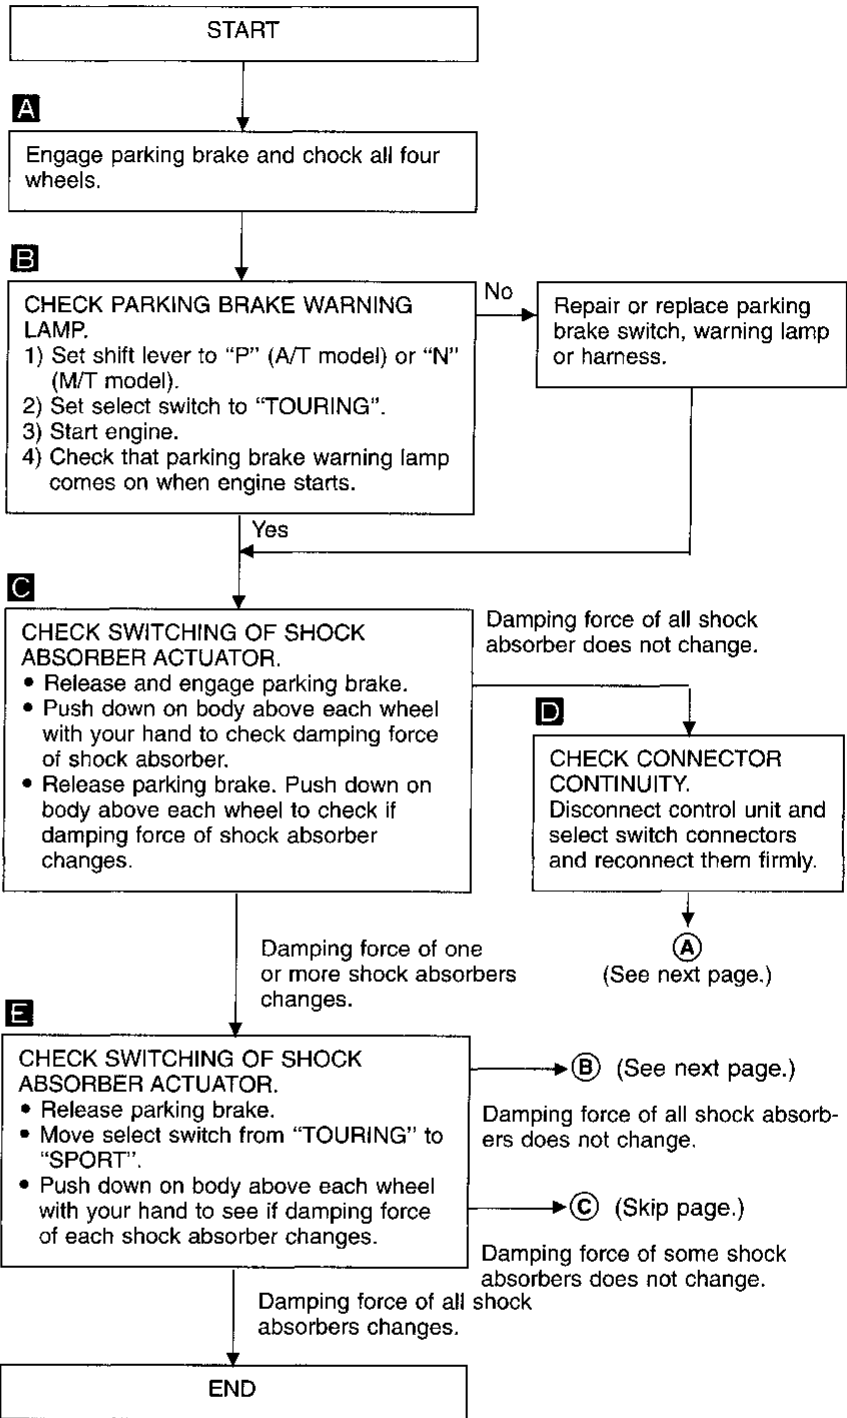 START
A
Engage parking brake and chock all four
wheels.
B
CHECK PARKING BRAKE WARNING
LAMP.
1) Set shift lever to “P” (A/T model) or “N”
(M/T model).
2) Set select switch to “TOURING”.
3) Start engine.
4) Check that parking brake warning lamp
comes on when engine starts.
No
Repair or replace parking
brake switch, warning lamp
or harness.
Yes
C
CHECK SWITCHING OF SHOCK
ABSORBER ACTUATOR.
• Release and engage parking brake.
• Push down on body above each wheel
with your hand to check damping force
of shock absorber.
• Release parking brake. Push down on
body above each wheel to check if
damping force of shock absorber
changes.
Damping force of all shock
absorber does not change.
D
CHECK CONNECTOR
CONTINUITY.
Disconnect control unit and
select switch connectors
and reconnect them firmly.
A
(See next page.)
Damping force of one
or more shock absorbers
changes.
E
CHECK SWITCHING OF SHOCK
ABSORBER ACTUATOR.
• Release parking brake.
• Move select switch from “TOURING” to
“SPORT”.
• Push down on body above each wheel
with your hand to see if damping force
of each shock absorber changes.
B (See next page.)
Damping force of all shock absorb-
ers does not change.
C (Skip page.)
Damping force of some shock
absorbers does not change.
Damping force of all shock
absorbers changes.
END